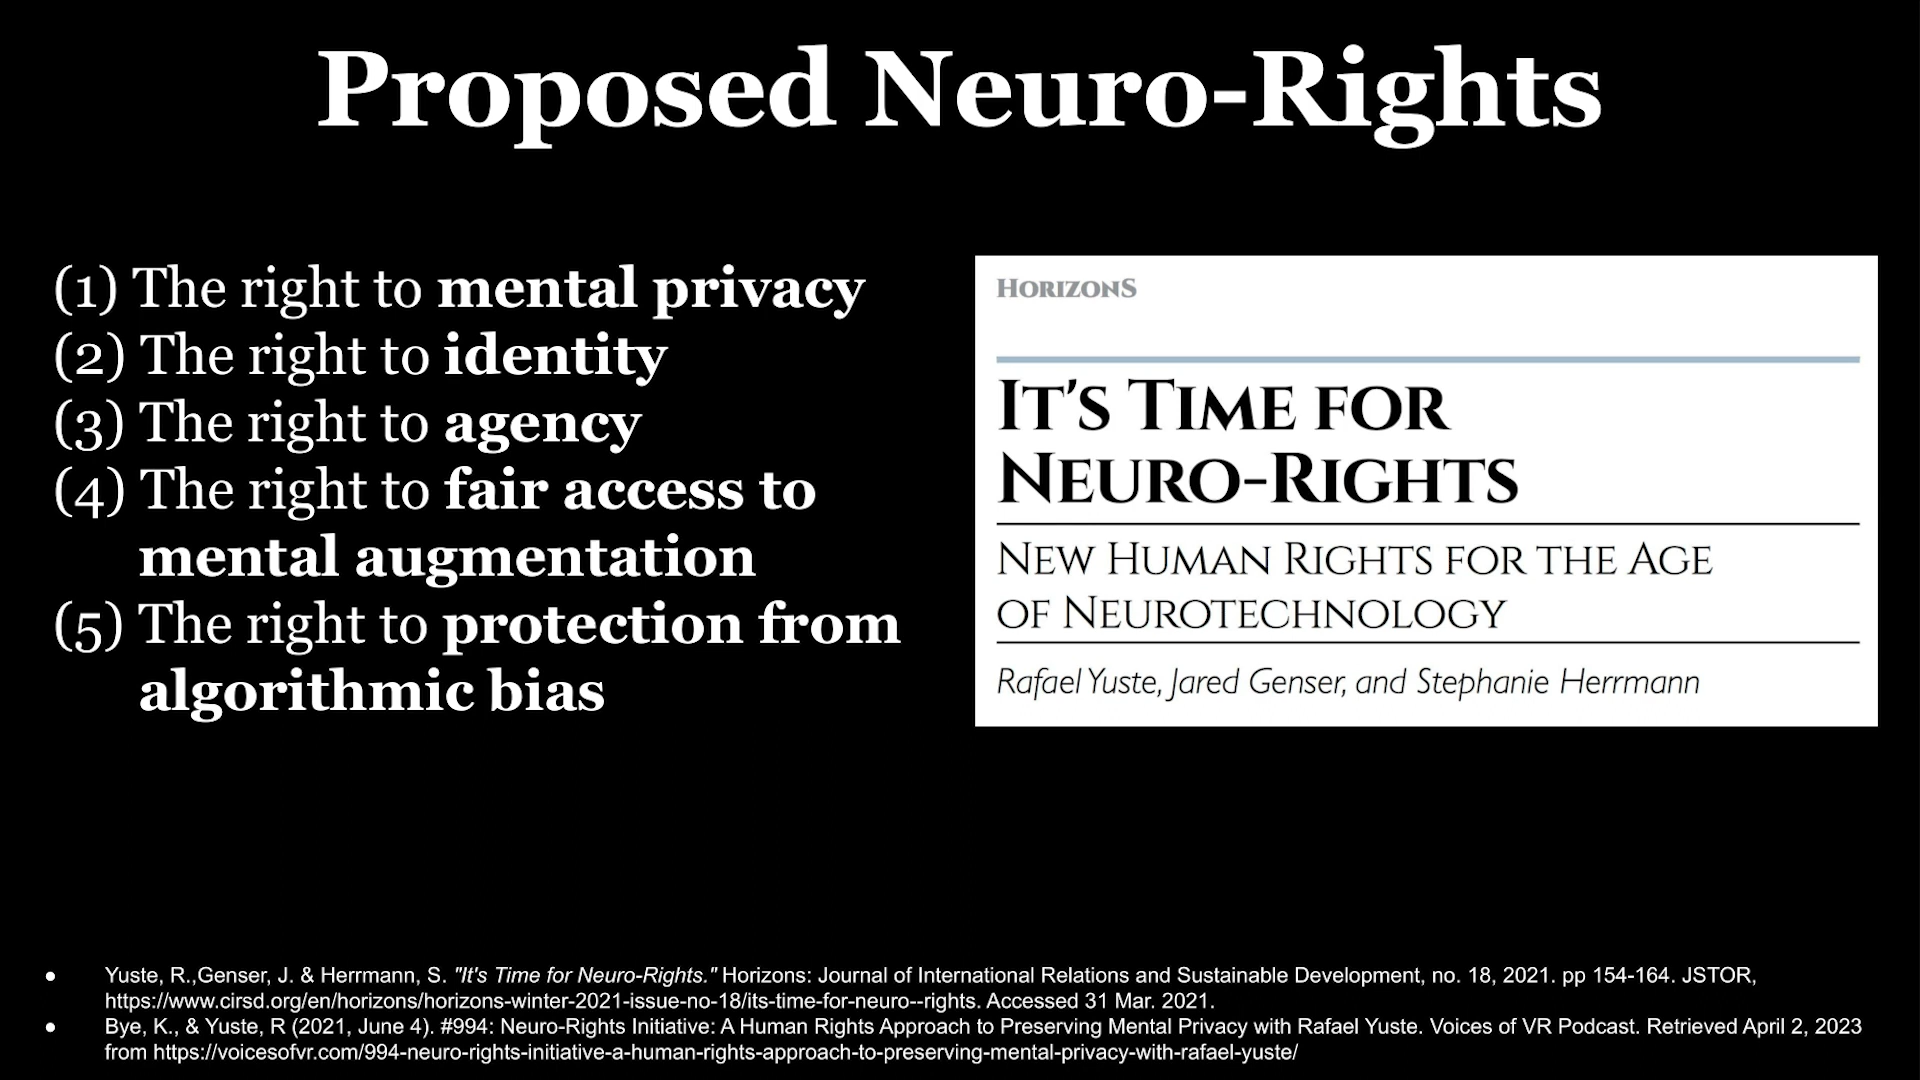 Proposed Neuro-Rights
(1) The right to mental privacy
(2) The right to identity
(3) The right to agency
(4) The right to fair access to
mental augmentation
(5) The right to protection from
algorithmic bias
HORIZONS
IT'S TIME FOR
NEURO-RIGHTS
NEW HUMAN RIGHTS FOR THE AGE
OF NEUROTECHNOLOGY
Rafael Yuste, Jared Genser, and Stephanie Herrmann
● Yuste, R.,Genser, J. & Herrmann, S. "It's Time for Neuro-Rights." Horizons: Journal of International Relations and Sustainable Development, no. 18, 2021. pp 154-164. JSTOR,
https://www.cirsd.org/en/horizons/horizons-winter-2021-issue-no-18/its-time-for-neuro--rights. Accessed 31 Mar. 2021.
● Bye, K., & Yuste, R (2021, June 4). #994: Neuro-Rights Initiative: A Human Rights Approach to Preserving Mental Privacy with Rafael Yuste. Voices of VR Podcast. Retrieved April 2, 2023
from https://voicesofvr.com/994-neuro-rights-initiative-a-human-rights-approach-to-preserving-mental-privacy-with-rafael-yuste/